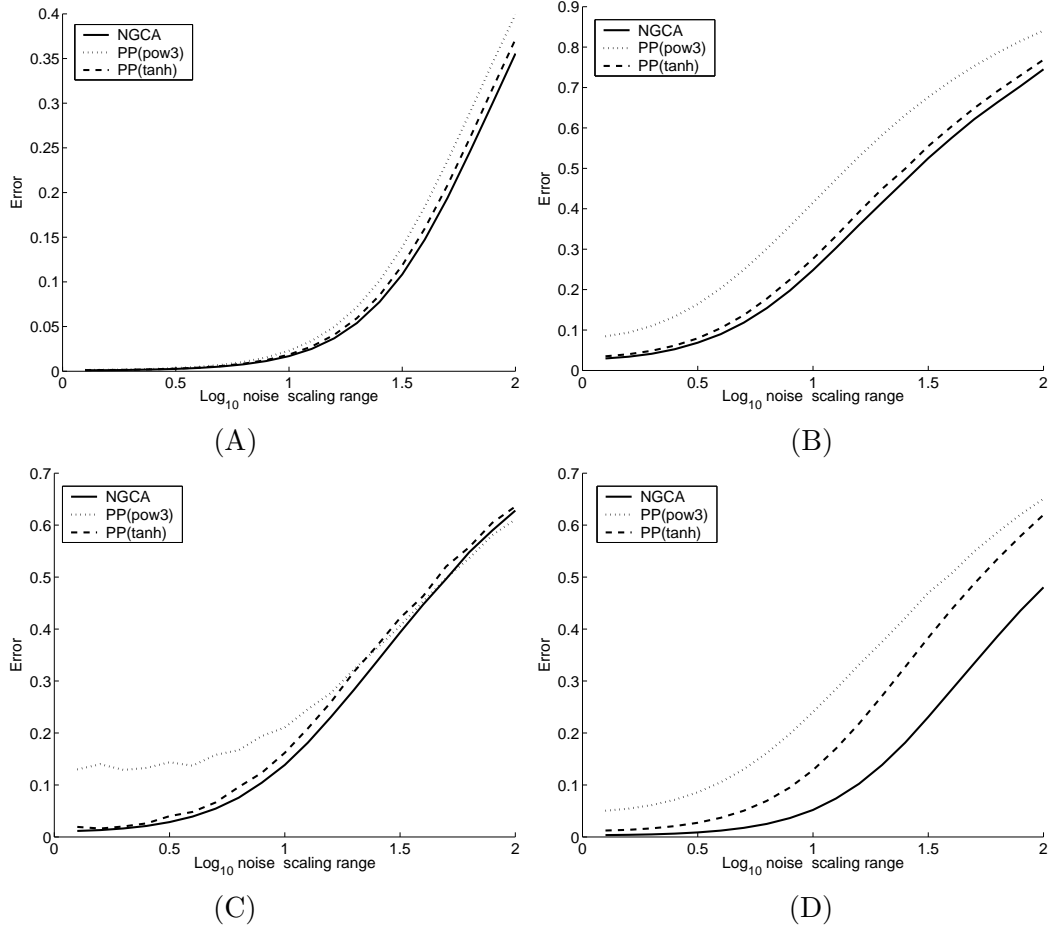 0.4
0.35
0.3
0.25
0.2
0.15
0.1
0.05
0
Error
NGCA
PP(pow3)
PP(tanh)
0 0.5 1 1.5 2
Log10 noise scaling range
(A)
0.9
0.8
0.7
0.6
0.5
0.4
0.3
0.2
0.1
0
Error
NGCA
PP(pow3)
PP(tanh)
0 0.5 1 1.5 2
Log10 noise scaling range
(B)
0.7
0.6
0.5
0.4
0.3
0.2
0.1
0
Error
NGCA
PP(pow3)
PP(tanh)
0 0.5 1 1.5 2
Log10 noise scaling range
(C)
0.7
0.6
0.5
0.4
0.3
0.2
0.1
0
Error
NGCA
PP(pow3)
PP(tanh)
0 0.5 1 1.5 2
Log10 noise scaling range
(D)